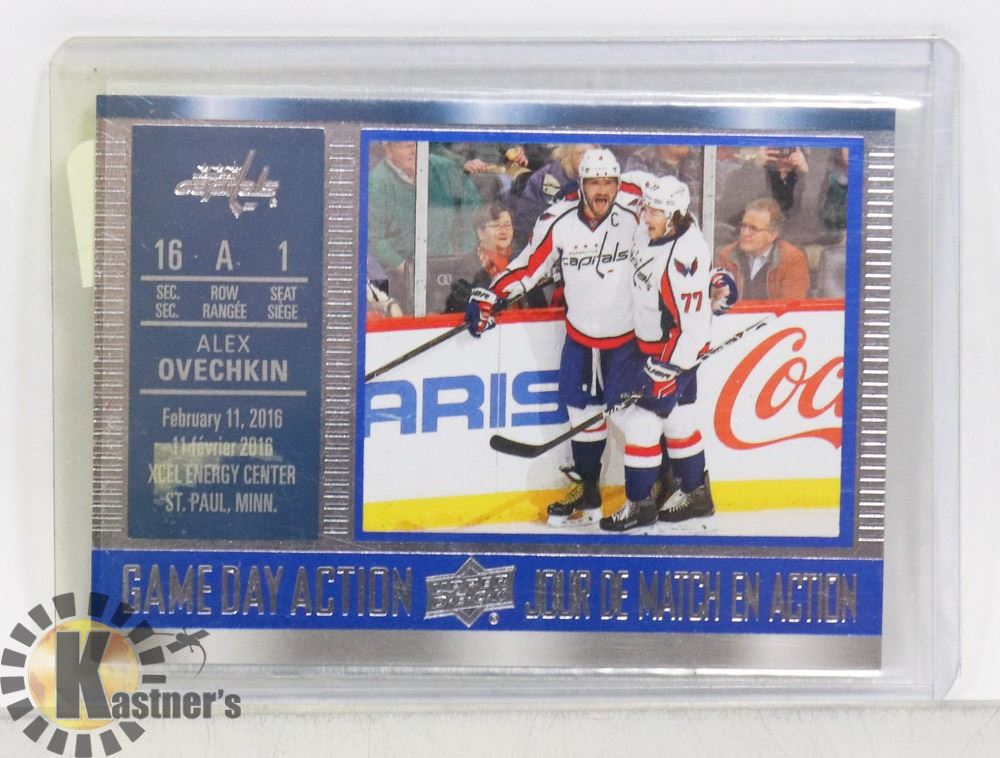 capitals
16 A 1
SEC. ROW SEAT
SEC. RANGÉE SIÈGE
ALEX
OVECHKIN
February 11, 2016
11 février 2016
XCEL ENERGY CENTER
ST. PAUL, MINN.
C
capitals
77
ARIS
Coca
GAME DAY ACTION UPPER DECK JOUR DE MATCH EN ACTION
Kastner's